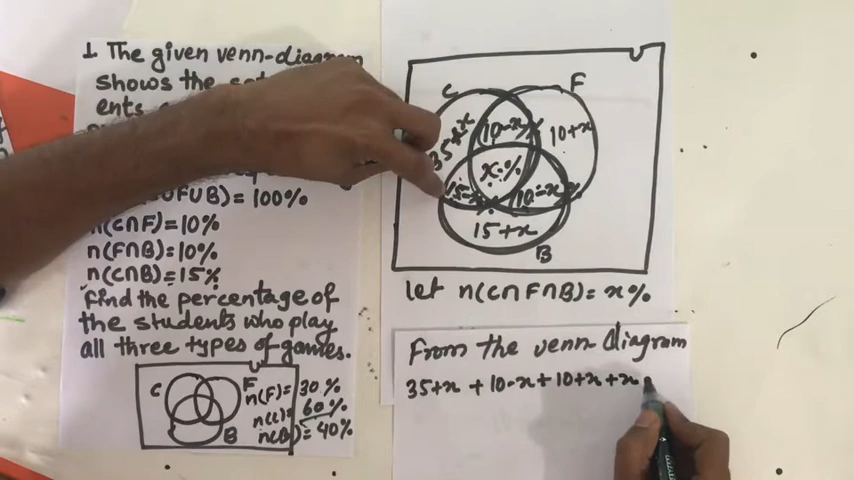 1. The given venn-diagram
shows the
ents
UFUB) = 100%
n(C∩F) = 10%
n(F∩B) = 10%
n(C∩B) = 15%
find the percentage of
the students who play
all three types of games.
C
F
B
n(F) = 30%
n(C) = 60%
n(B) = 40%
C
F
35+x
10-x%
10+x
x%
15-x
10-x%
15+x
B
let n(C∩F∩B) = x%
From the venn-diagram
35+x + 10-x + 10+x + x